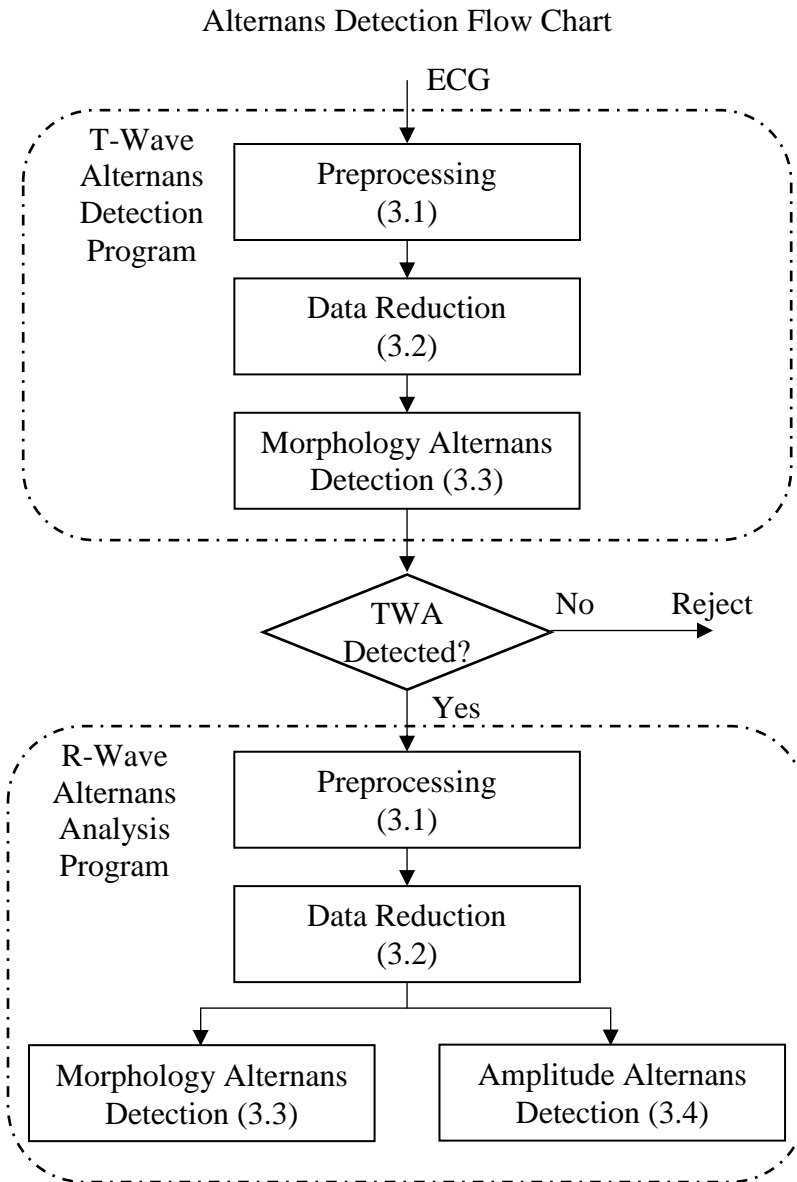 Alternans Detection Flow Chart
ECG
T-Wave
Alternans
Detection
Program
Preprocessing
(3.1)
Data Reduction
(3.2)
Morphology Alternans
Detection (3.3)
TWA
Detected?
No
Reject
Yes
R-Wave
Alternans
Analysis
Program
Preprocessing
(3.1)
Data Reduction
(3.2)
Morphology Alternans
Detection (3.3)
Amplitude Alternans
Detection (3.4)